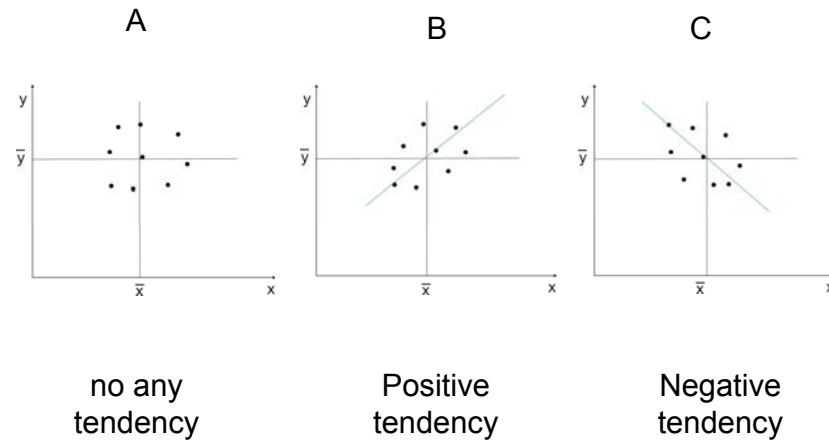 A
B
C
y
y
y
y̅
y̅
y̅
x̅
x
x̅
x
x̅
x
no any
tendency
Positive
tendency
Negative
tendency